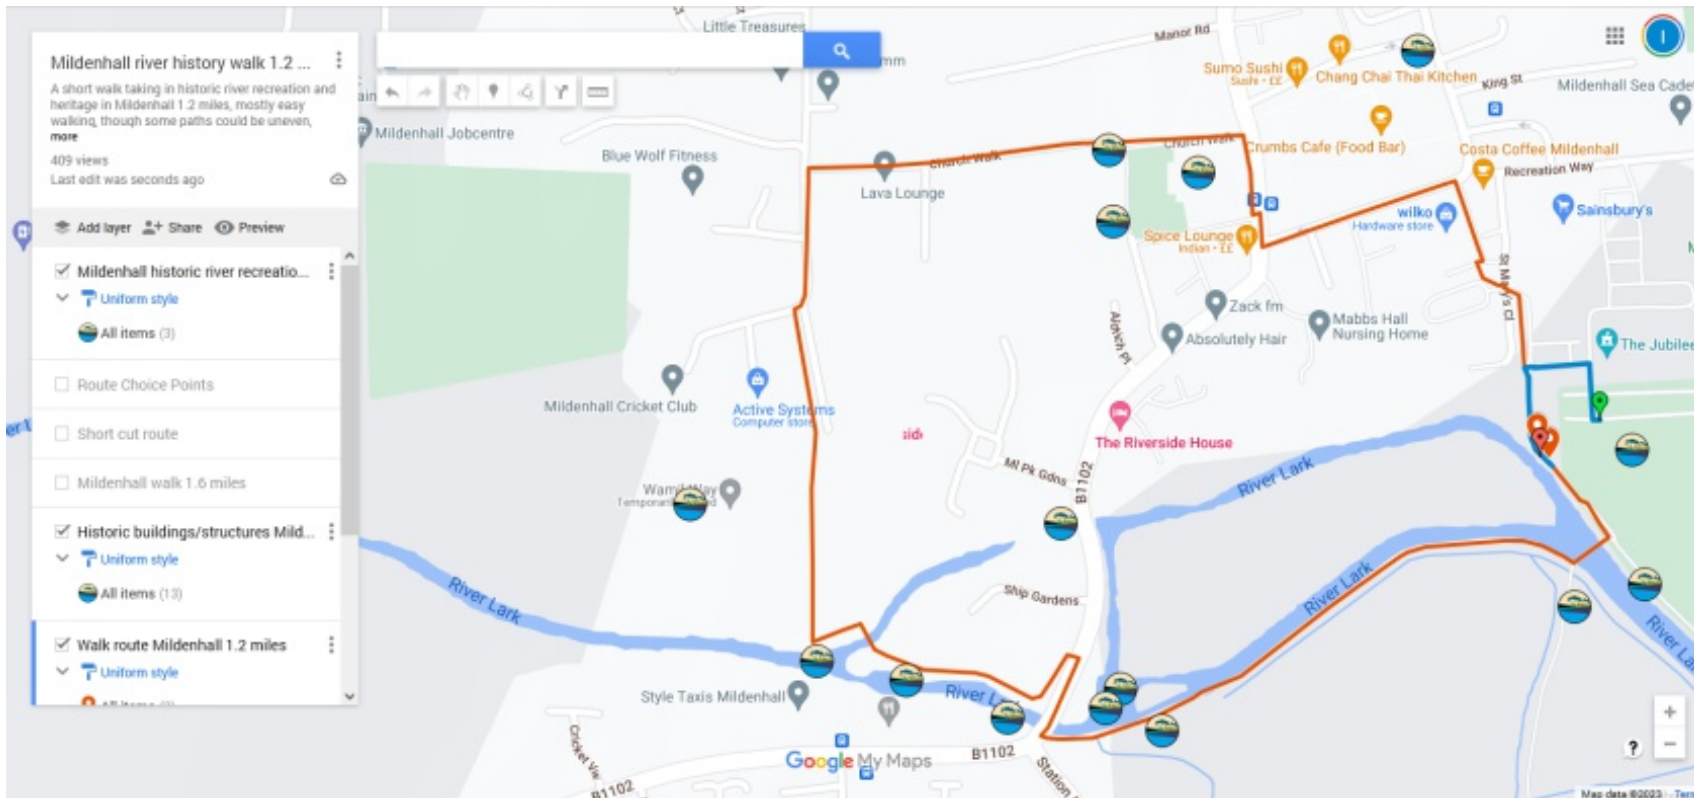 Mildenhall river history walk 1.2 ...
A short walk taking in historic river recreation and
heritage in Mildenhall 1.2 miles, mostly easy
walking, though some paths could be uneven,
more
409 views
Last edit was seconds ago
Add layer Share Preview
Mildenhall historic river recreatio...
Uniform style
All items (3)
Route Choice Points
Short cut route
Mildenhall walk 1.6 miles
Historic buildings/structures Mild...
Uniform style
All items (13)
Walk route Mildenhall 1.2 miles
Uniform style
Little Treasures
Mildenhall Jobcentre
Blue Wolf Fitness
Lava Lounge
Church Walk
Church Walk
Manor Rd
Sumo Sushi
Sushi • ££
Chang Chai Thai Kitchen
King St
Mildenhall Sea Cadet
Crumbs Cafe (Food Bar)
Costa Coffee Mildenhall
Recreation Way
wilko
Hardware store
Sainsbury's
Spice Lounge
Indian • ££
St Mary's Ct
Zack fm
Absolutely Hair
Mabbs Hall
Nursing Home
The Jubilee
Aldrich Pl
Mildenhall Cricket Club
Active Systems
Computer store
The Riverside House
Ml Pk Gdns
B1102
River Lark
River Lark
River Lark
River Lark
Ship Gardens
Style Taxis Mildenhall
River La
Cricket Vw
B1102
B1102
Station
Google My Maps
I
+
−
?
Map data ©2023